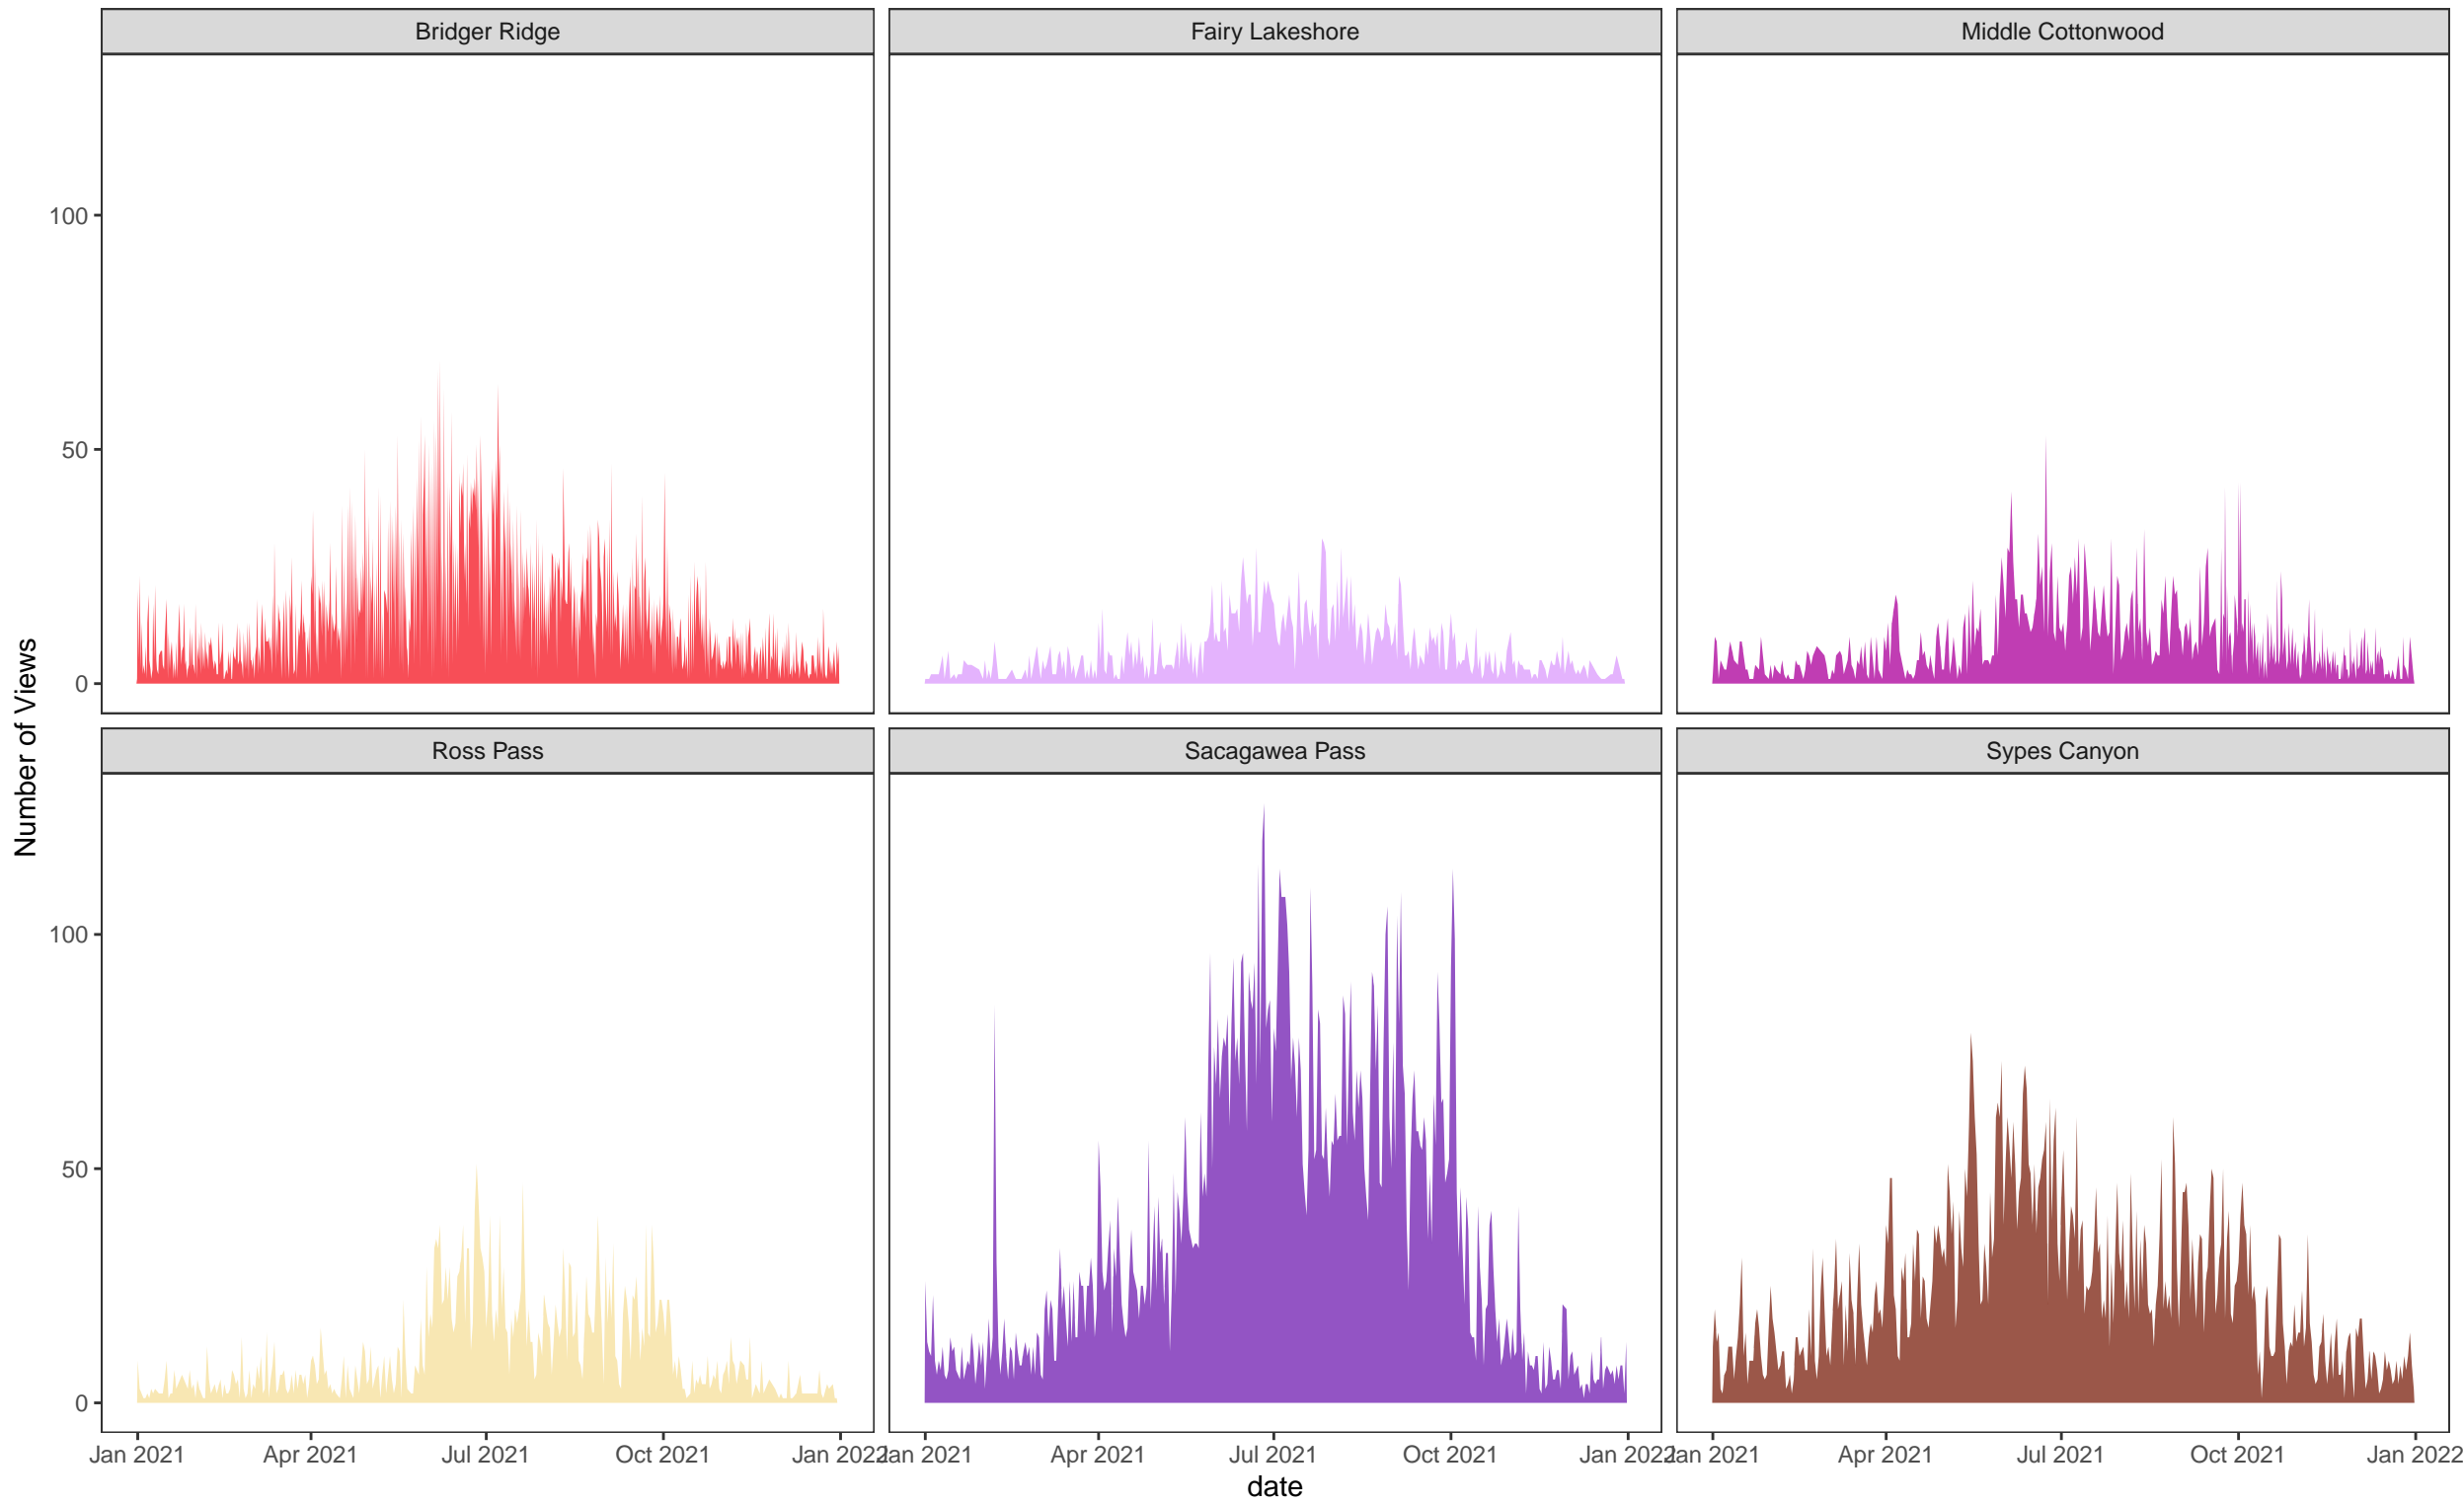 Bridger Ridge
Fairy Lakeshore
Middle Cottonwood
100
50
0
Number of Views
Ross Pass
Sacagawea Pass
Sypes Canyon
100
50
0
Jan 2021 Apr 2021 Jul 2021 Oct 2021 Jan 2022
Jan 2021 Apr 2021 Jul 2021 Oct 2021 Jan 2022
Jan 2021 Apr 2021 Jul 2021 Oct 2021 Jan 2022
date